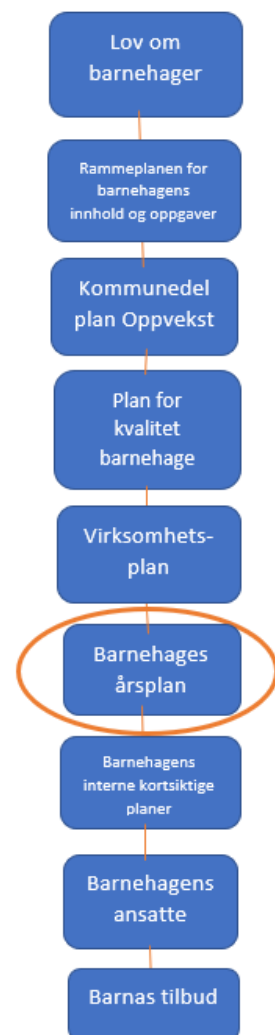 Lov om
barnehager
Rammeplanen for
barnehagens
innhold og oppgaver
Kommunedel
plan Oppvekst
Plan for
kvalitet
barnehage
Virksomhets-
plan
Barnehages
årsplan
Barnehagens
interne kortsiktige
planer
Barnehagens
ansatte
Barnas tilbud